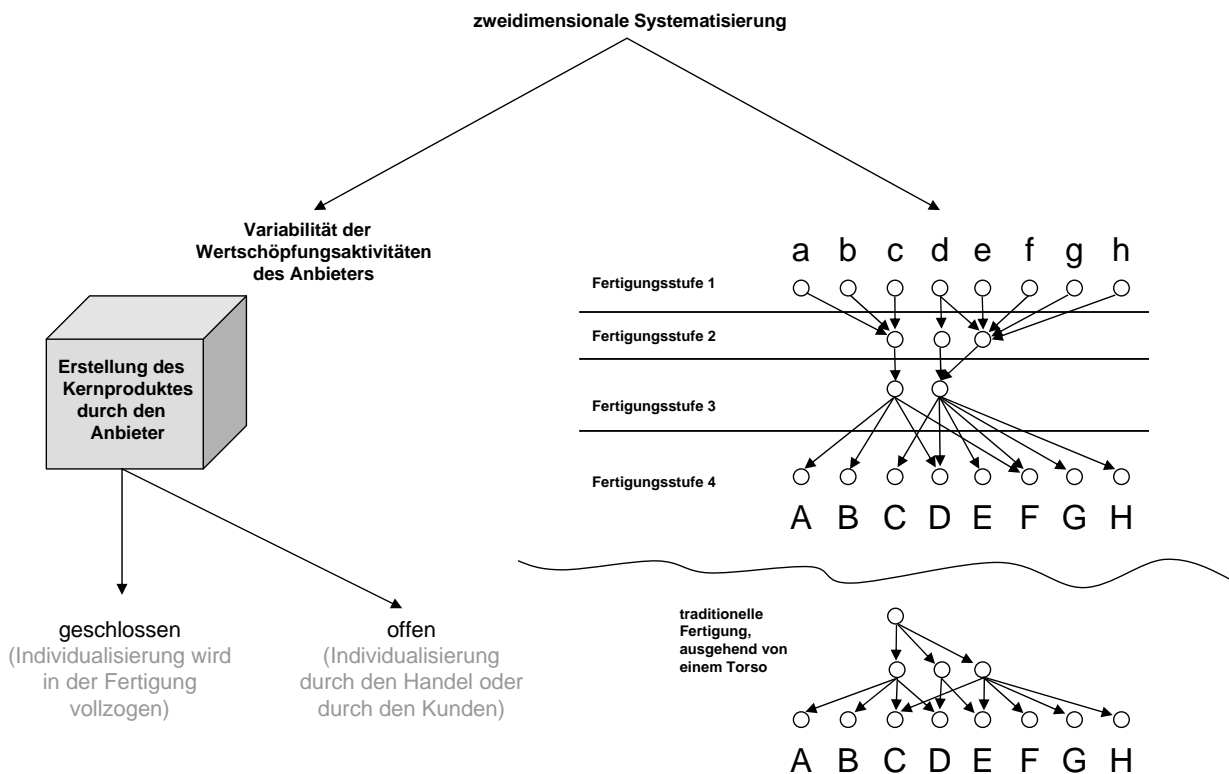 zweidimensionale Systematisierung
Variabilität der
Wertschöpfungsaktivitäten
des Anbieters
Erstellung des
Kernproduktes
durch den
Anbieter
geschlossen
(Individualisierung wird
in der Fertigung
vollzogen)
offen
(Individualisierung
durch den Handel oder
durch den Kunden)
a b c d e f g h
Fertigungsstufe 1
Fertigungsstufe 2
Fertigungsstufe 3
Fertigungsstufe 4
A B C D E F G H
traditionelle
Fertigung,
ausgehend von
einem Torso
A B C D E F G H